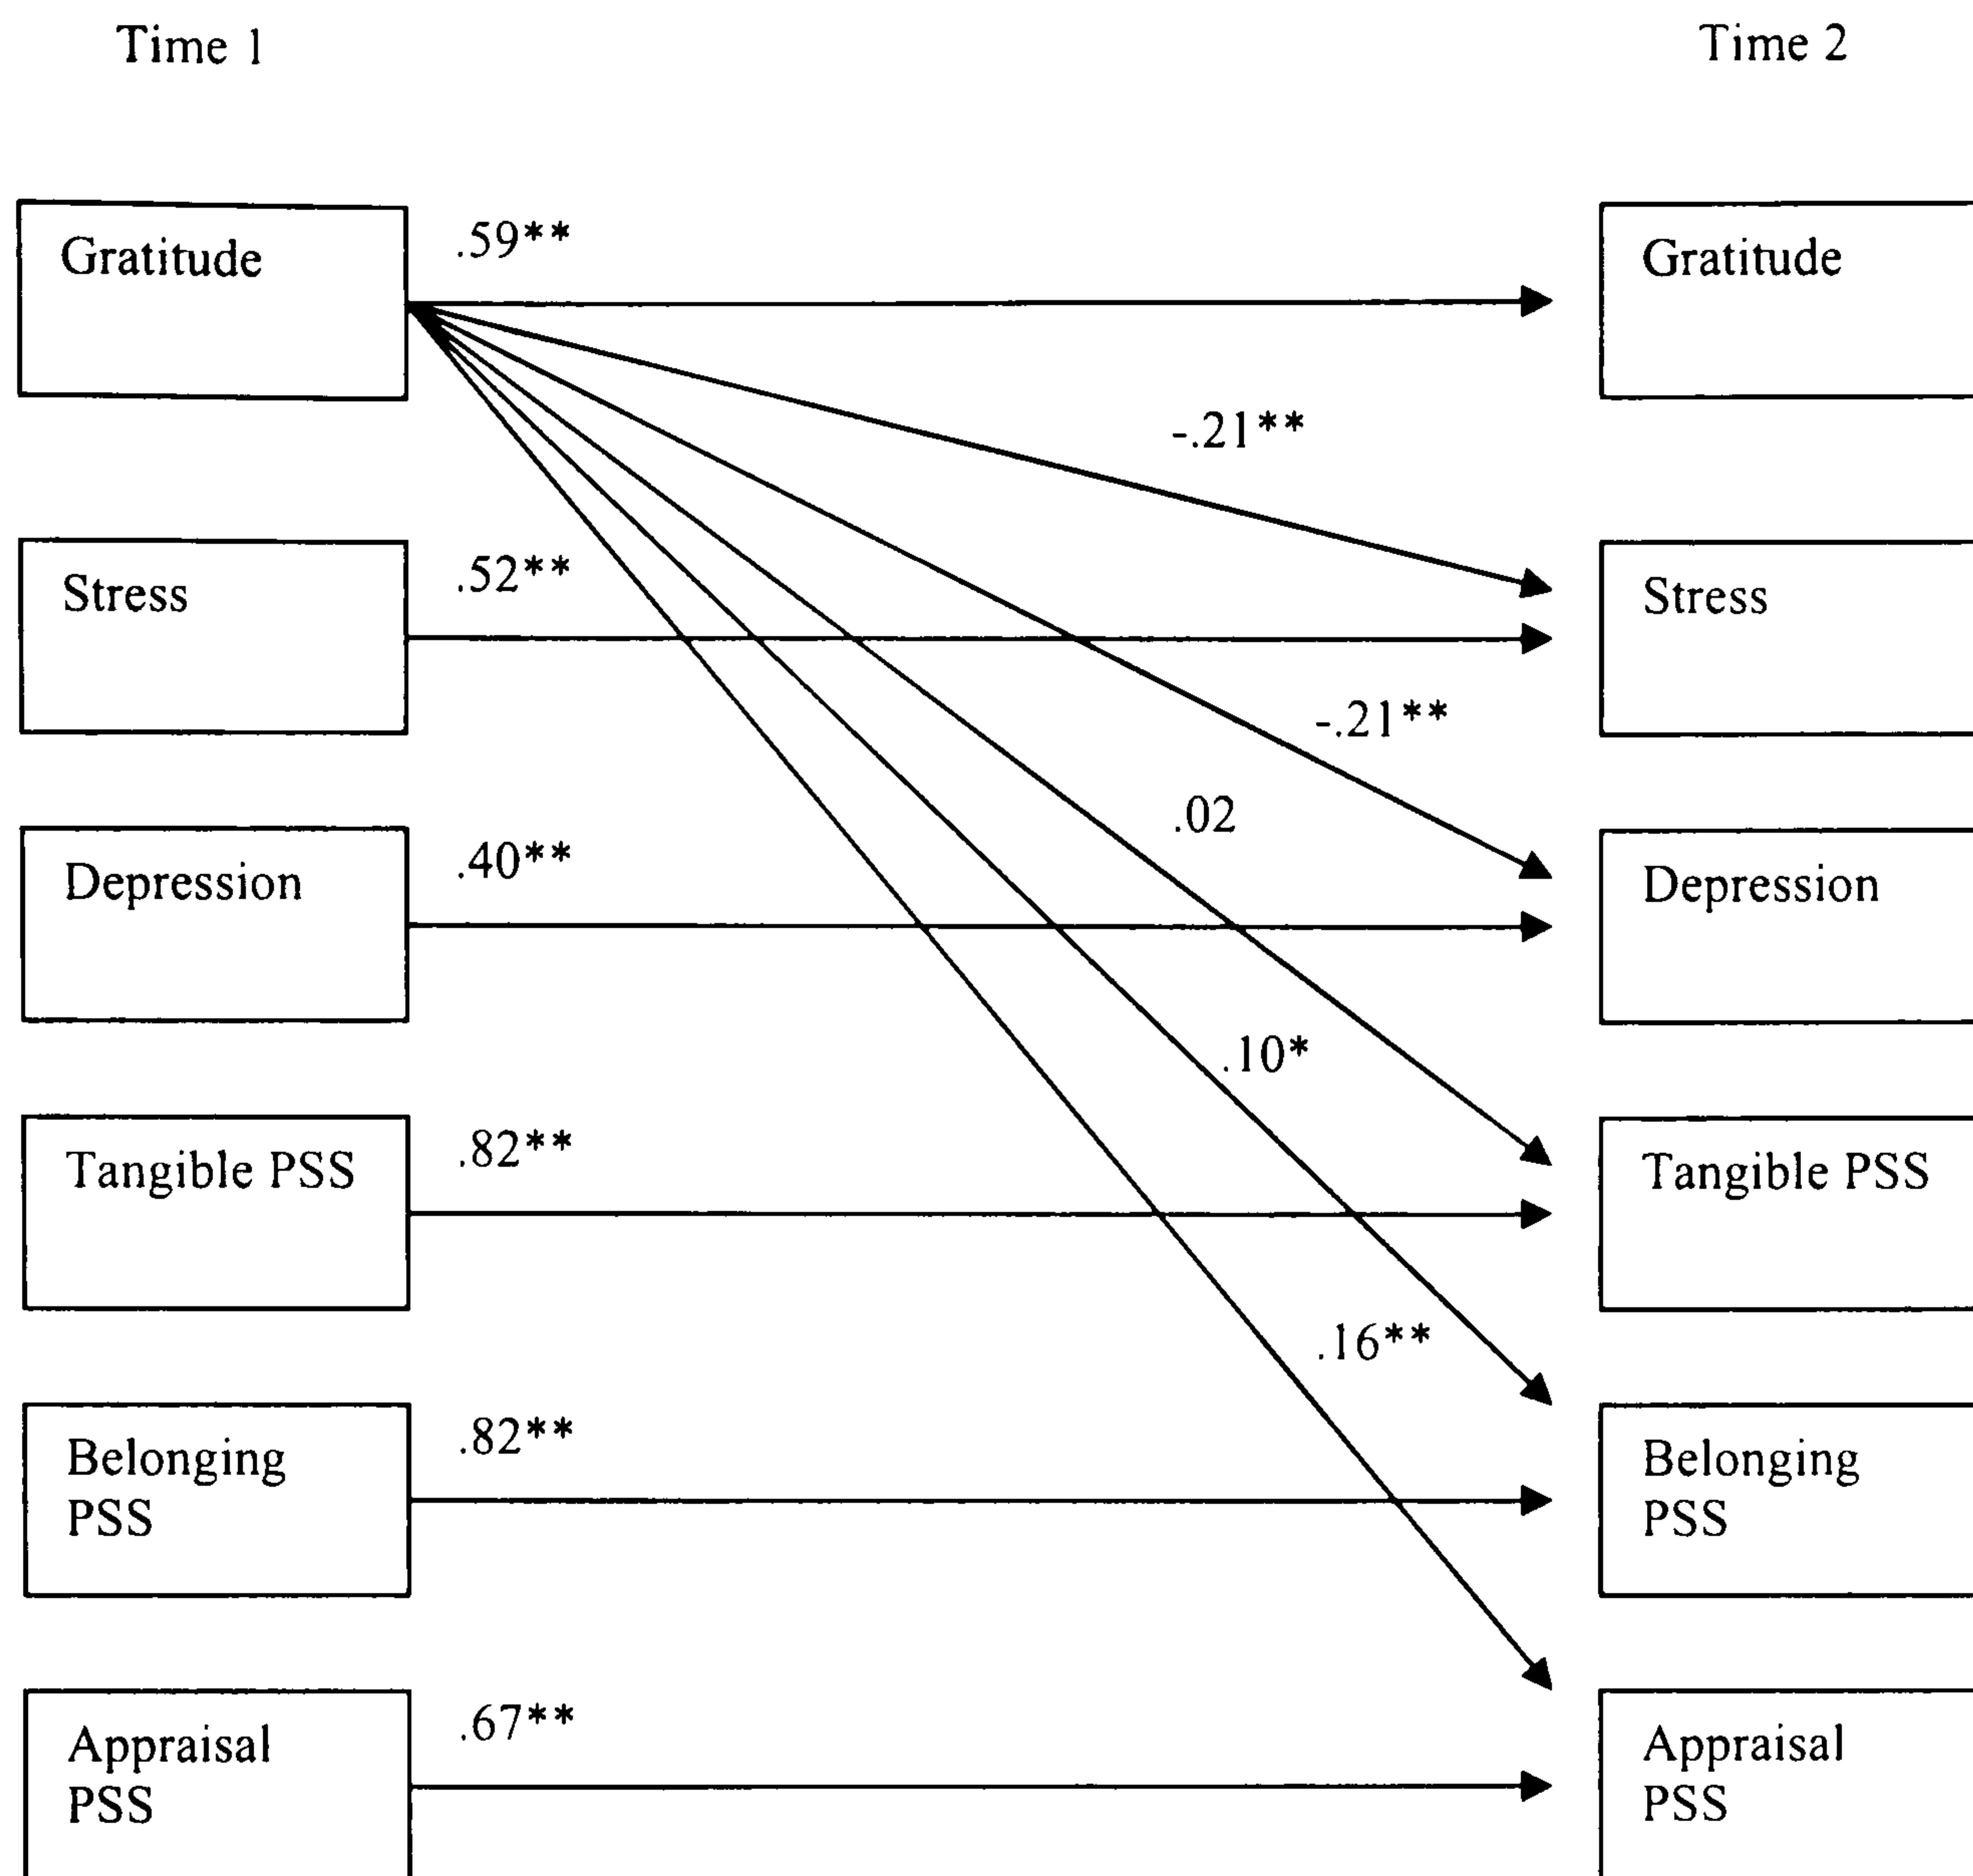 Time 1
Time 2
Gratitude
.59**
Gratitude
-.21**
Stress
.52**
Stress
-.21**
.02
Depression
.40**
Depression
.10*
Tangible PSS
.82**
Tangible PSS
.16**
Belonging
PSS
.82**
Belonging
PSS
Appraisal
PSS
.67**
Appraisal
PSS